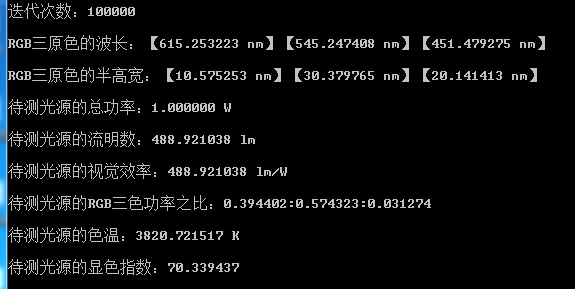 迭代次数：100000
RGB三原色的波长：【615.253223 nm】【545.247408 nm】【451.479275 nm】
RGB三原色的半高宽：【10.575253 nm】【30.379765 nm】【20.141413 nm】
待测光源的总功率：1.000000 W
待测光源的流明数：488.921038 lm
待测光源的视觉效率：488.921038 lm/W
待测光源的RGB三色功率之比：0.394402:0.574323:0.031274
待测光源的色温：3820.721517 K
待测光源的显色指数：70.339437